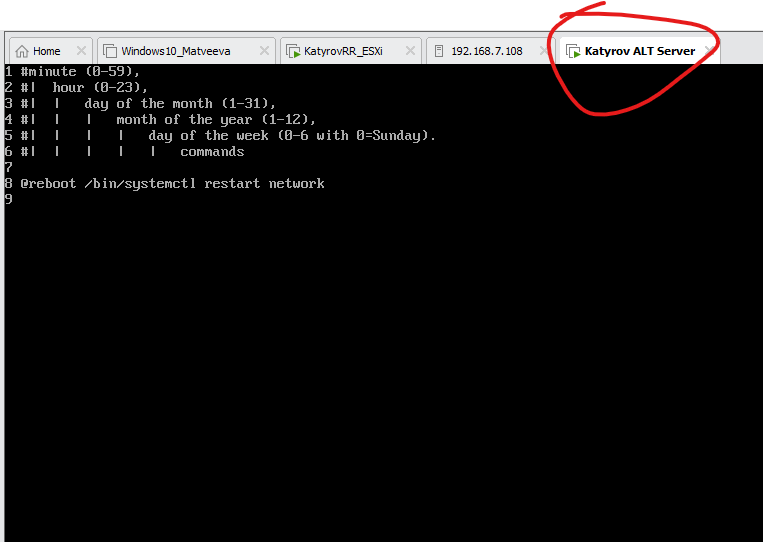 Home Windows10_Matveeva KatyrovRR_ESXi 192.168.7.108 Katyrov ALT Server
1 #minute (0-59),
2 #| hour (0-23),
3 #| | day of the month (1-31),
4 #| | | month of the year (1-12),
5 #| | | | day of the week (0-6 with 0=Sunday).
6 #| | | | | commands
7
8 @reboot /bin/systemctl restart network
9